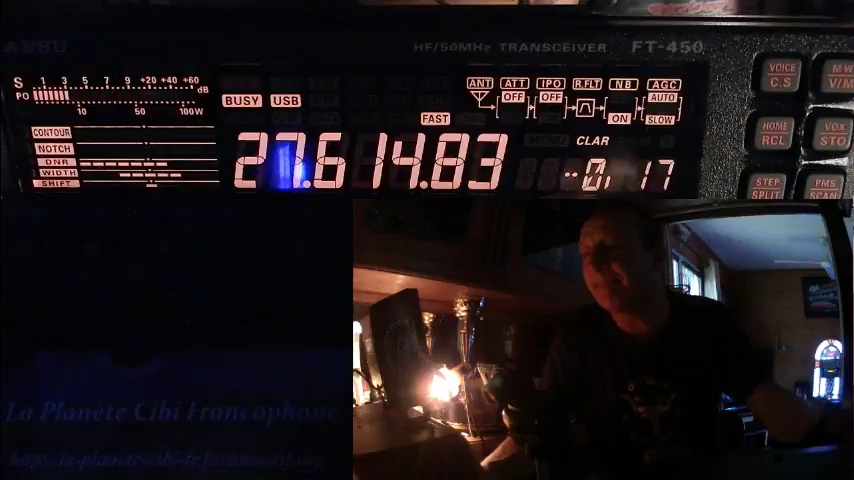 AESU
HF/50MHz TRANSCEIVER FT-450
S 1 3 5 7 9 +20 +40 +60 dB
PO
10 50 100W
BUSY USB
FAST
ANT ATT IPO R.FLT NB AGC
OFF OFF AUTO
ON SLOW
CONTOUR
NOTCH
DNR
WIDTH
SHIFT
27.614.83
CLAR
-0.17
VOICE
C.S
M W
V/M
HOME
RCL
VOX
STO
STEP
SPLIT
PMS
SCAN
La Planète Cibi Francophone